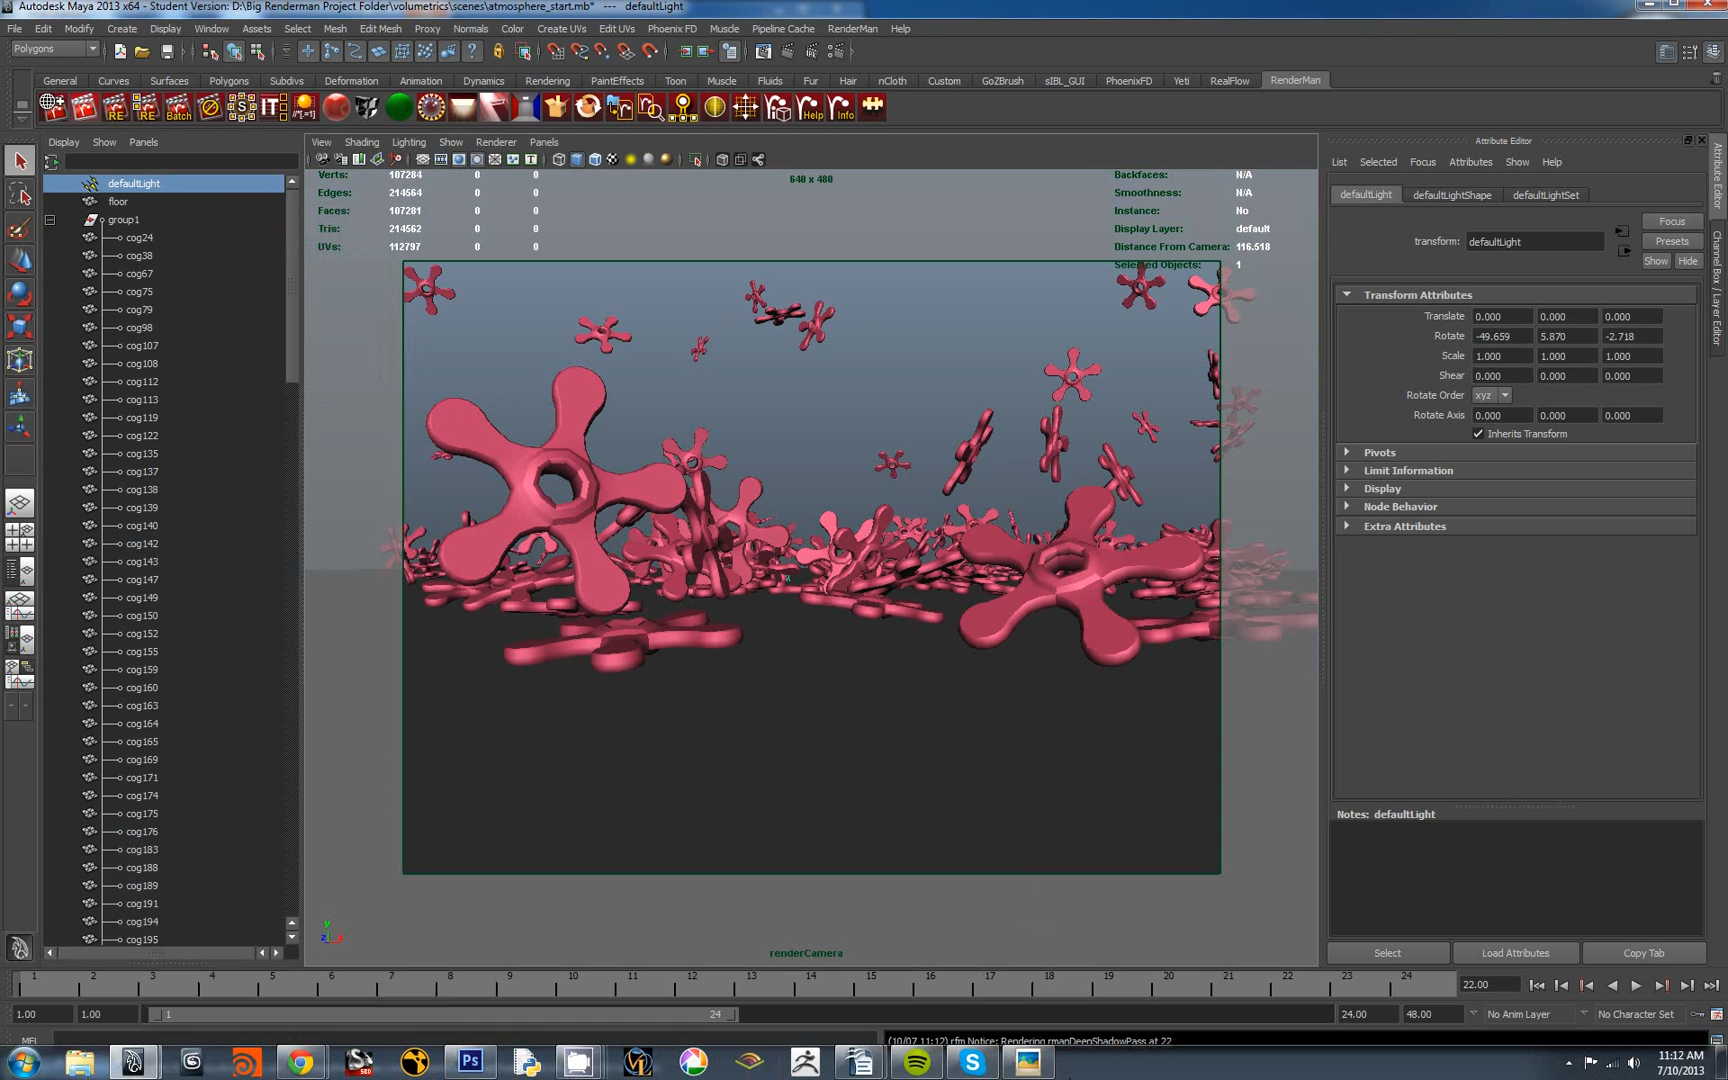 Autodesk Maya 2013 x64 - Student Version: D:\Big Renderman Project Folder\volumetrics\scenes\atmosphere_start.mb* --- defaultLight
File Edit Modify Create Display Window Assets Select Mesh Edit Mesh Proxy Normals Color Create UVs Edit UVs Phoenix FD Muscle Pipeline Cache RenderMan Help
Polygons
General Curves Surfaces Polygons Subdivs Deformation Animation Dynamics Rendering PaintEffects Toon Muscle Fluids Fur Hair nCloth Custom GoZBrush sIBL_GUI PhoenixFD Yeti RealFlow RenderMan
RE RE Batch S IT Help Info
Display Show Panels
View Shading Lighting Show Renderer Panels
Attribute Editor
List Selected Focus Attributes Show Help
defaultLight
floor
group1
cog24
cog38
cog67
cog75
cog79
cog98
cog107
cog108
cog112
cog113
cog119
cog122
cog135
cog137
cog138
cog139
cog140
cog142
cog143
cog147
cog149
cog150
cog152
cog155
cog159
cog160
cog163
cog164
cog165
cog169
cog171
cog174
cog175
cog176
cog183
cog188
cog189
cog191
cog194
cog195
Verts: 107284 0 0
Edges: 214564 0 0
Faces: 107281 0 0
Tris: 214562 0 0
UVs: 112797 0 0
640 x 480
Backfaces: N/A
Smoothness: N/A
Instance: No
Display Layer: default
Distance From Camera: 116.518
Selected Objects: 1
renderCamera
defaultLight defaultLightShape defaultLightSet
Focus
transform: defaultLight
Presets
Show Hide
Transform Attributes
Translate 0.000 0.000 0.000
Rotate -49.659 5.870 -2.718
Scale 1.000 1.000 1.000
Shear 0.000 0.000 0.000
Rotate Order xyz
Rotate Axis 0.000 0.000 0.000
Inherits Transform
Pivots
Limit Information
Display
Node Behavior
Extra Attributes
Notes: defaultLight
Select Load Attributes Copy Tab
Attribute Editor
Channel Box / Layer Editor
1 2 3 4 5 6 7 8 9 10 11 12 13 14 15 16 17 18 19 20 21 22 23 24
22.00
1.00 1.00 1 24 24.00 48.00 No Anim Layer No Character Set
MEL
(10/07 11:12) rfm Notice: Rendering rmanDeepShadowPass at 22
Ps
11:12 AM
7/10/2013